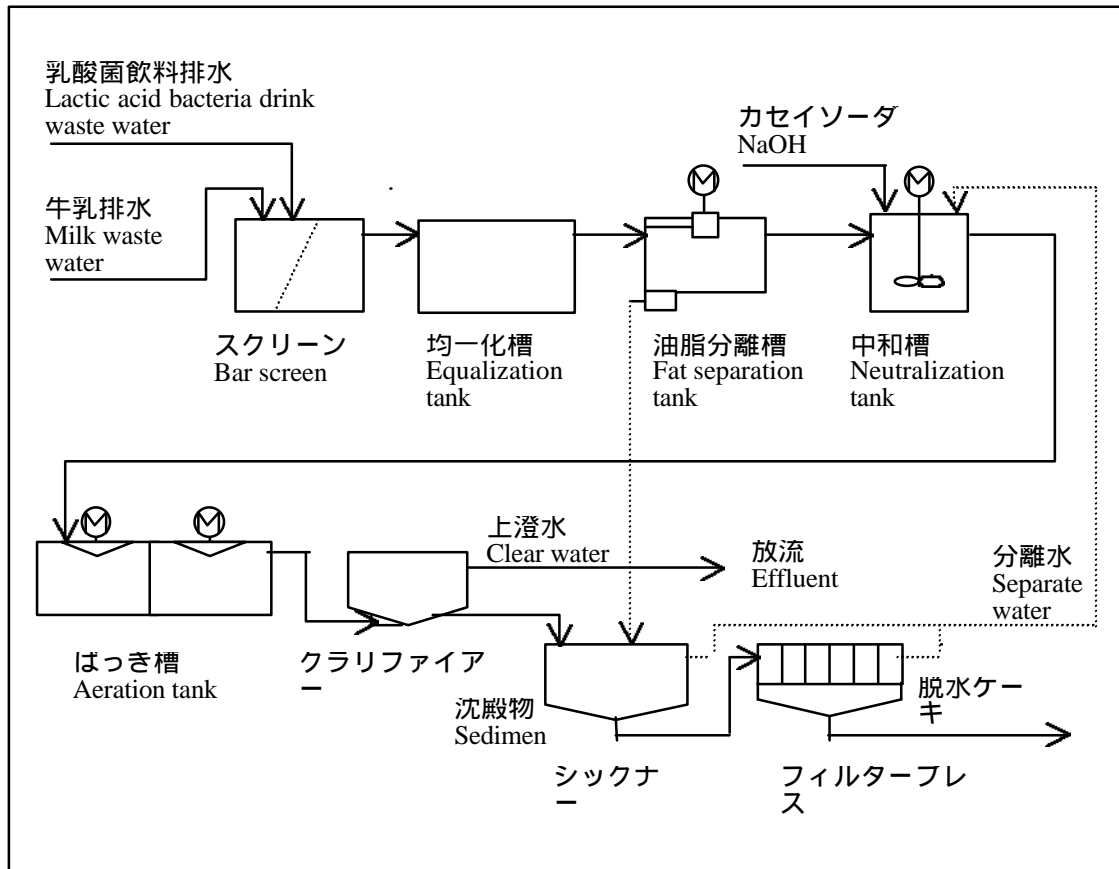 乳酸菌飲料排水
Lactic acid bacteria drink
waste water
牛乳排水
Milk waste
water
カセイソーダ
NaOH
M
M
スクリーン
Bar screen
均一化槽
Equalization
tank
油脂分離槽
Fat separation
tank
中和槽
Neutralization
tank
M
M
上澄水
Clear water
放流
Effluent
分離水
Separate
water
ばっき槽
Aeration tank
クラリファイア
ー
沈殿物
Sedimen
シックナ
ー
脱水ケー
キ
フィルタープレ
ス